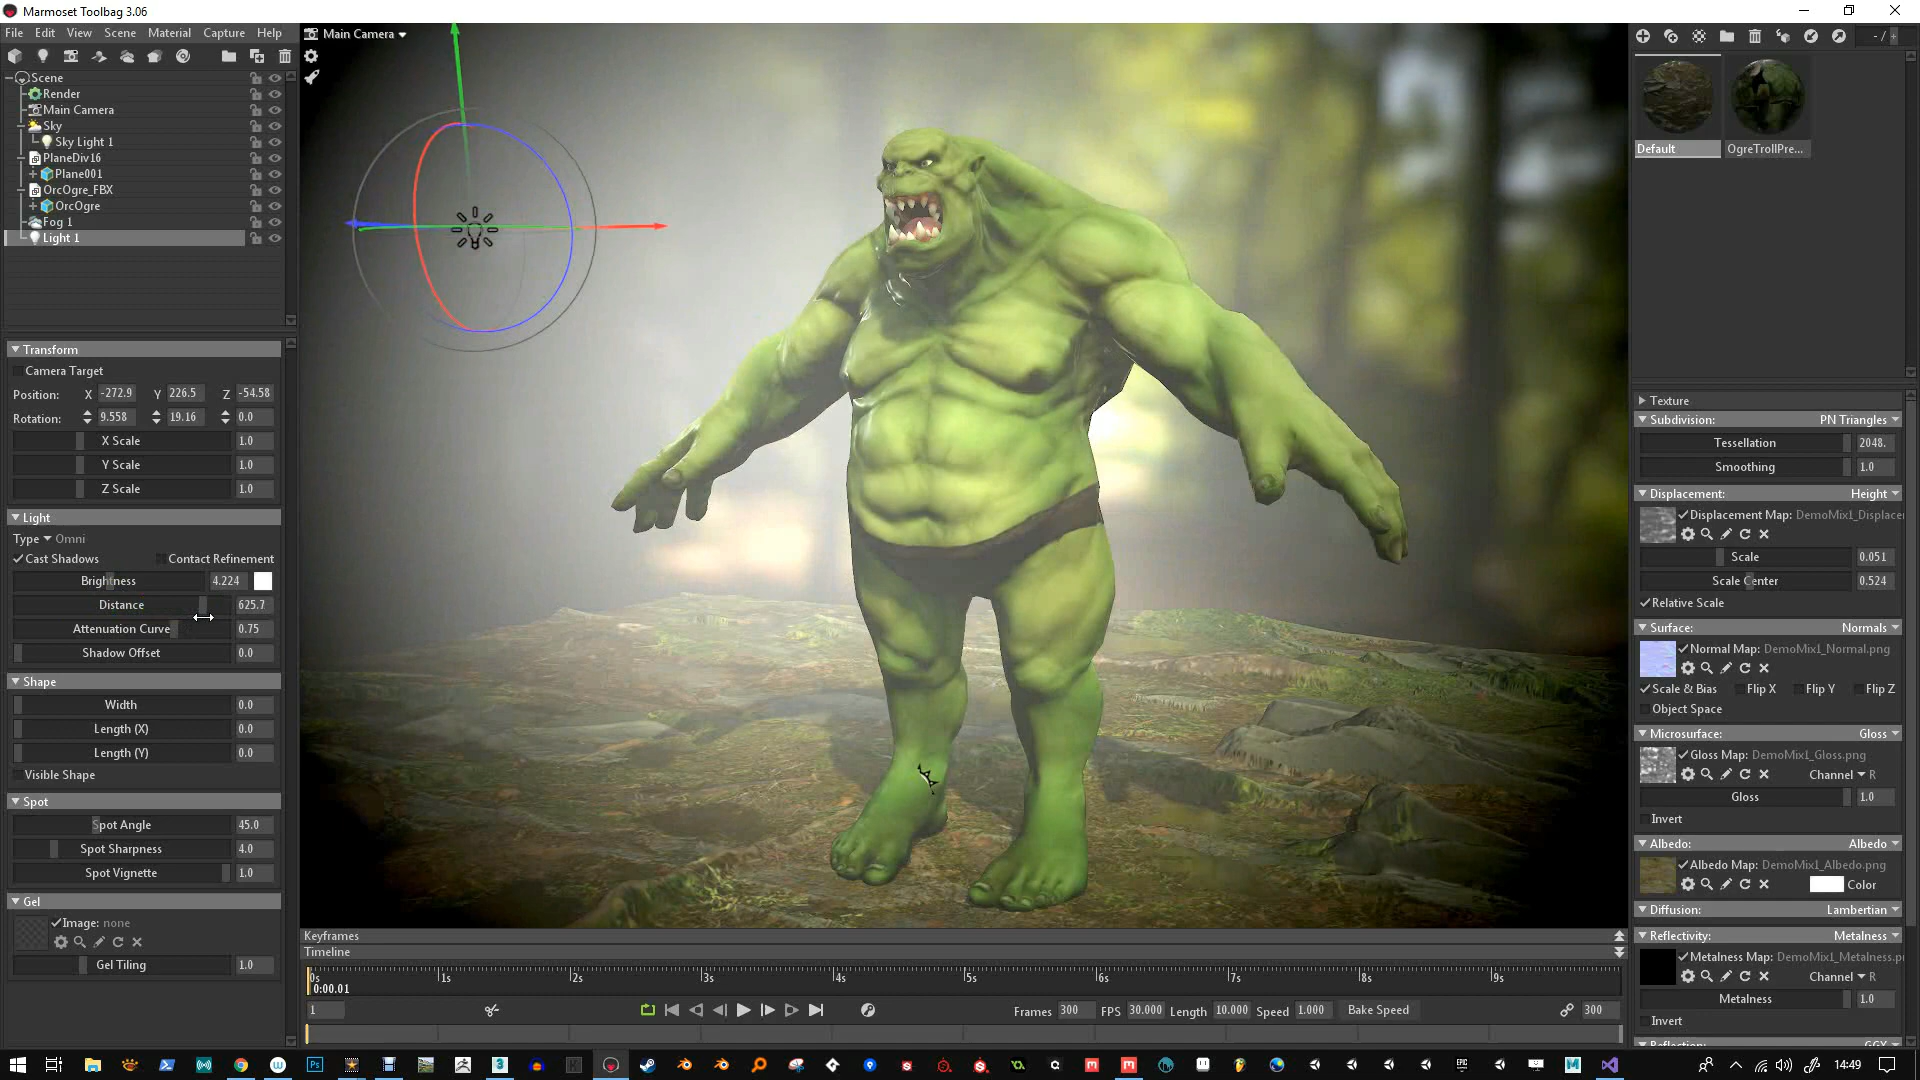 Marmoset Toolbag 3.06
File Edit View Scene Material Capture Help
Main Camera
- / +
Scene
Render
Main Camera
Sky
Sky Light 1
PlaneDiv16
Plane001
OrcOgre_FBX
OrcOgre
Fog 1
Light 1
Default OgreTrollPre...
Transform
Camera Target
Position: X -272.9 Y 226.5 Z -54.58
Rotation: 9.558 19.16 0.0
X Scale 1.0
Y Scale 1.0
Z Scale 1.0
Light
Type Omni
Cast Shadows Contact Refinement
Brightness 4.224
Distance 625.7
Attenuation Curve 0.75
Shadow Offset 0.0
Shape
Width 0.0
Length (X) 0.0
Length (Y) 0.0
Visible Shape
Spot
Spot Angle 45.0
Spot Sharpness 4.0
Spot Vignette 1.0
Gel
Image: none
Gel Tiling 1.0
Texture
Subdivision: PN Triangles
Tessellation 2048.
Smoothing 1.0
Displacement: Height
Displacement Map: DemoMix1_Displacer
Scale 0.051
Scale Center 0.524
Relative Scale
Surface: Normals
Normal Map: DemoMix1_Normal.png
Scale & Bias Flip X Flip Y Flip Z
Object Space
Microsurface: Gloss
Gloss Map: DemoMix1_Gloss.png
Channel R
Gloss 1.0
Invert
Albedo: Albedo
Albedo Map: DemoMix1_Albedo.png
Color
Diffusion: Lambertian
Reflectivity: Metalness
Metalness Map: DemoMix1_Metalness.p
Channel R
Metalness 1.0
Invert
Reflection: GGX
Keyframes
Timeline
0s 1s 2s 3s 4s 5s 6s 7s 8s 9s
0:00.01
1 Frames 300 FPS 30.000 Length 10.000 Speed 1.000 Bake Speed 300
14:49